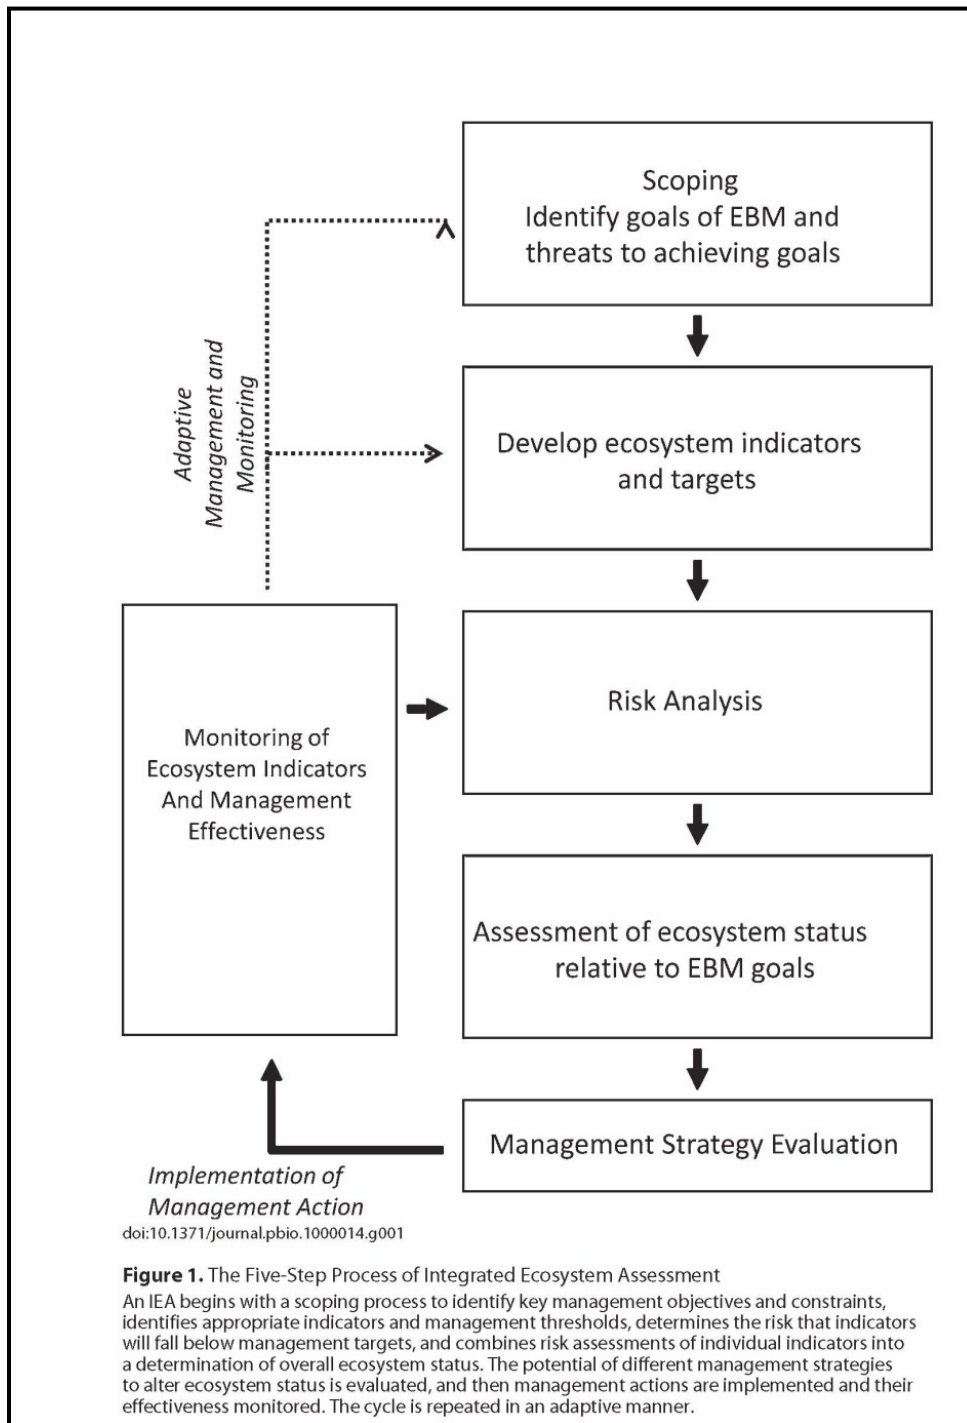 Scoping
Identify goals of EBM and
threats to achieving goals
Adaptive
Management and
Monitoring
Develop ecosystem indicators
and targets
Risk Analysis
Monitoring of
Ecosystem Indicators
And Management
Effectiveness
Assessment of ecosystem status
relative to EBM goals
Management Strategy Evaluation
Implementation of
Management Action
doi:10.1371/journal.pbio.1000014.g001
Figure 1. The Five-Step Process of Integrated Ecosystem Assessment
An IEA begins with a scoping process to identify key management objectives and constraints,
identifies appropriate indicators and management thresholds, determines the risk that indicators
will fall below management targets, and combines risk assessments of individual indicators into
a determination of overall ecosystem status. The potential of different management strategies
to alter ecosystem status is evaluated, and then management actions are implemented and their
effectiveness monitored. The cycle is repeated in an adaptive manner.